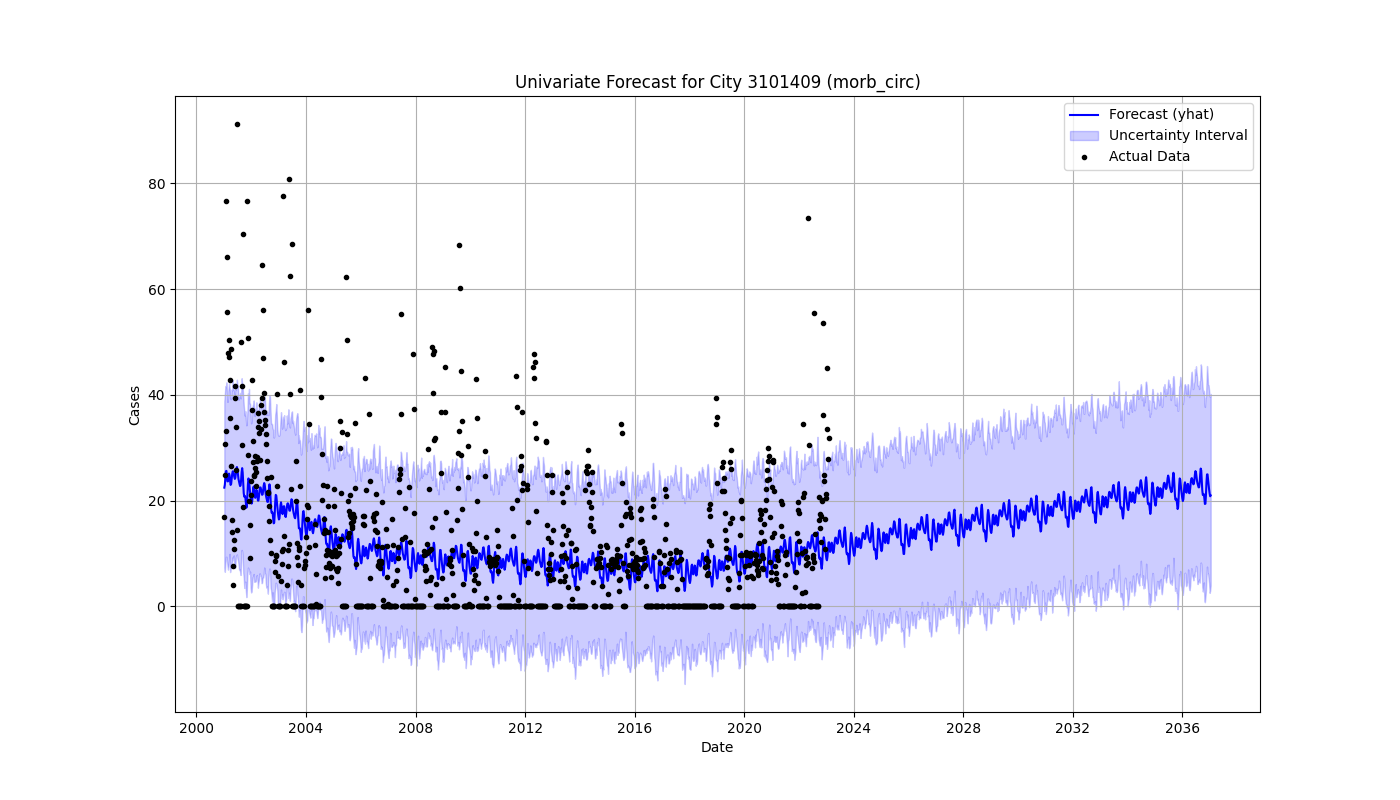 Univariate Forecast for City 3101409 (morb_circ)
Forecast (yhat)
Uncertainty Interval
Actual Data
Cases
80
60
40
20
0
2000 2004 2008 2012 2016 2020 2024 2028 2032 2036
Date